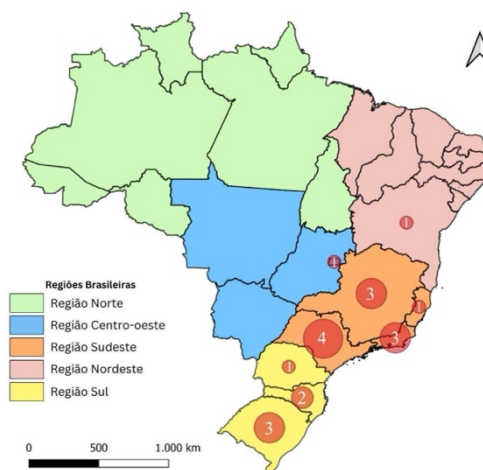 1
1
3
1
3
4
1
2
3
Regiões Brasileiras
Região Norte
Região Centro-oeste
Região Sudeste
Região Nordeste
Região Sul
0 500 1.000 km